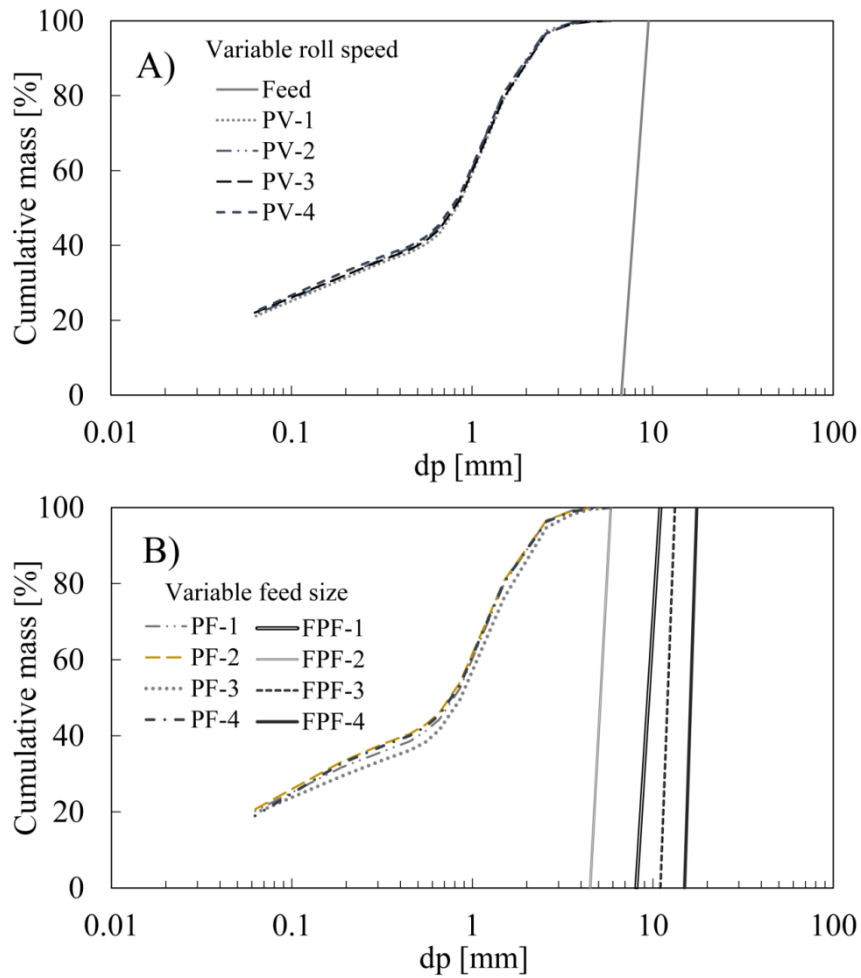 100
A)
Variable roll speed
Feed
PV-1
PV-2
PV-3
PV-4
80
60
40
20
0
Cumulative mass [%]
0.01 0.1 1 10 100
dp [mm]
100
B)
Variable feed size
PF-1 FPF-1
PF-2 FPF-2
PF-3 FPF-3
PF-4 FPF-4
80
60
40
20
0
Cumulative mass [%]
0.01 0.1 1 10 100
dp [mm]